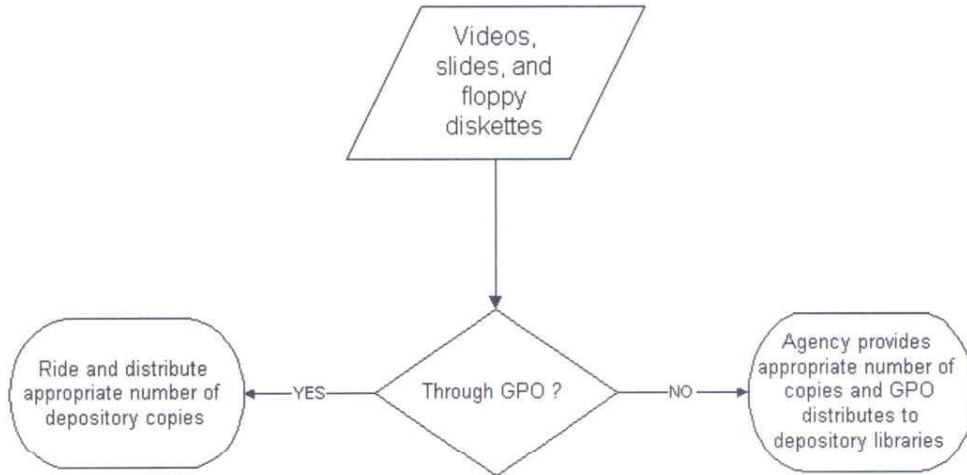 Videos,
slides, and
floppy
diskettes
Ride and distribute
appropriate number of
depository copies
YES
Through GPO ?
NO
Agency provides
appropriate number of
copies and GPO
distributes to
depository libraries